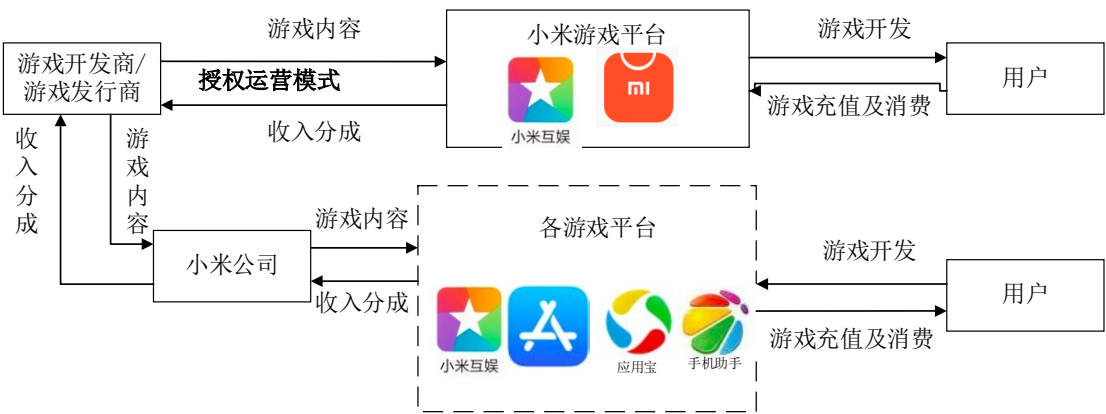 游戏内容
小米游戏平台
游戏开发
游戏开发商/
游戏发行商
授权运营模式
mi
用户
游戏充值及消费
收入分成
小米互娱
收入分成
游戏内容
游戏内容
各游戏平台
游戏开发
小米公司
用户
收入分成
游戏充值及消费
小米互娱
应用宝
手机助手